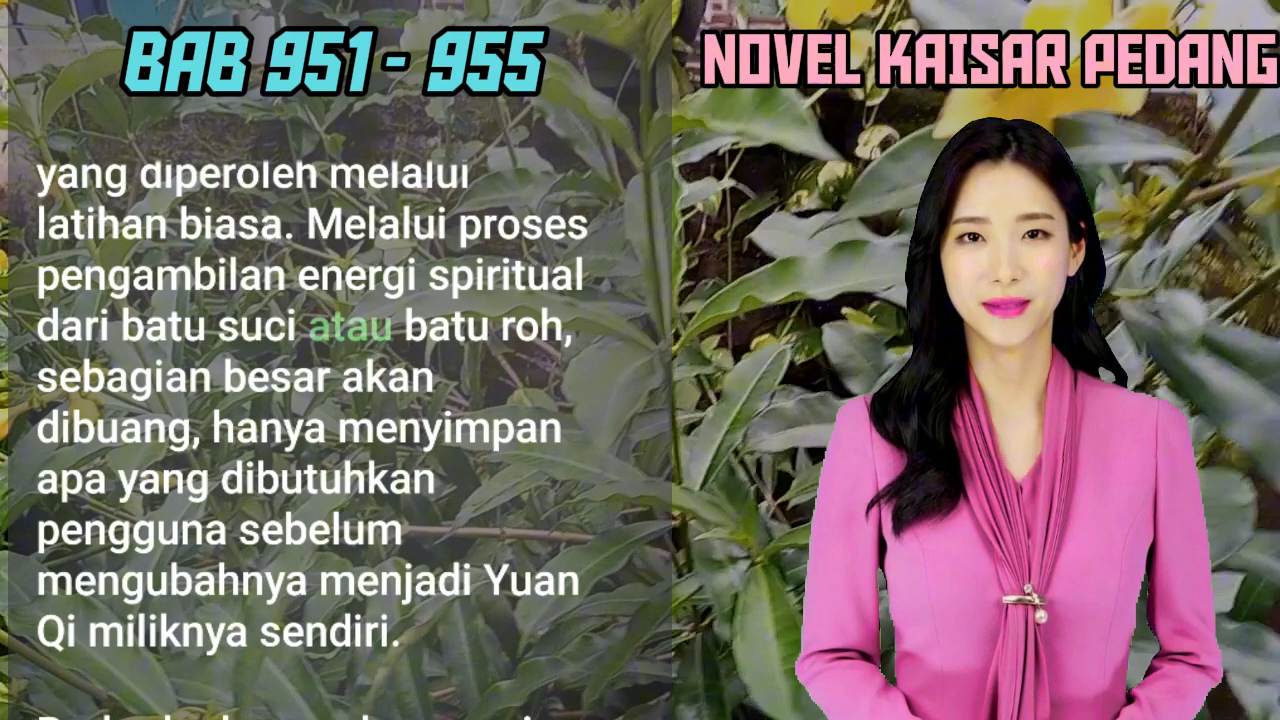 BAB 951 - 955
NOVEL KAISAR PEDANG
yang diperoleh melalui
latihan biasa. Melalui proses
pengambilan energi spiritual
dari batu suci atau batu roh,
sebagian besar akan
dibuang, hanya menyimpan
apa yang dibutuhkan
pengguna sebelum
mengubahnya menjadi Yuan
Qi miliknya sendiri.